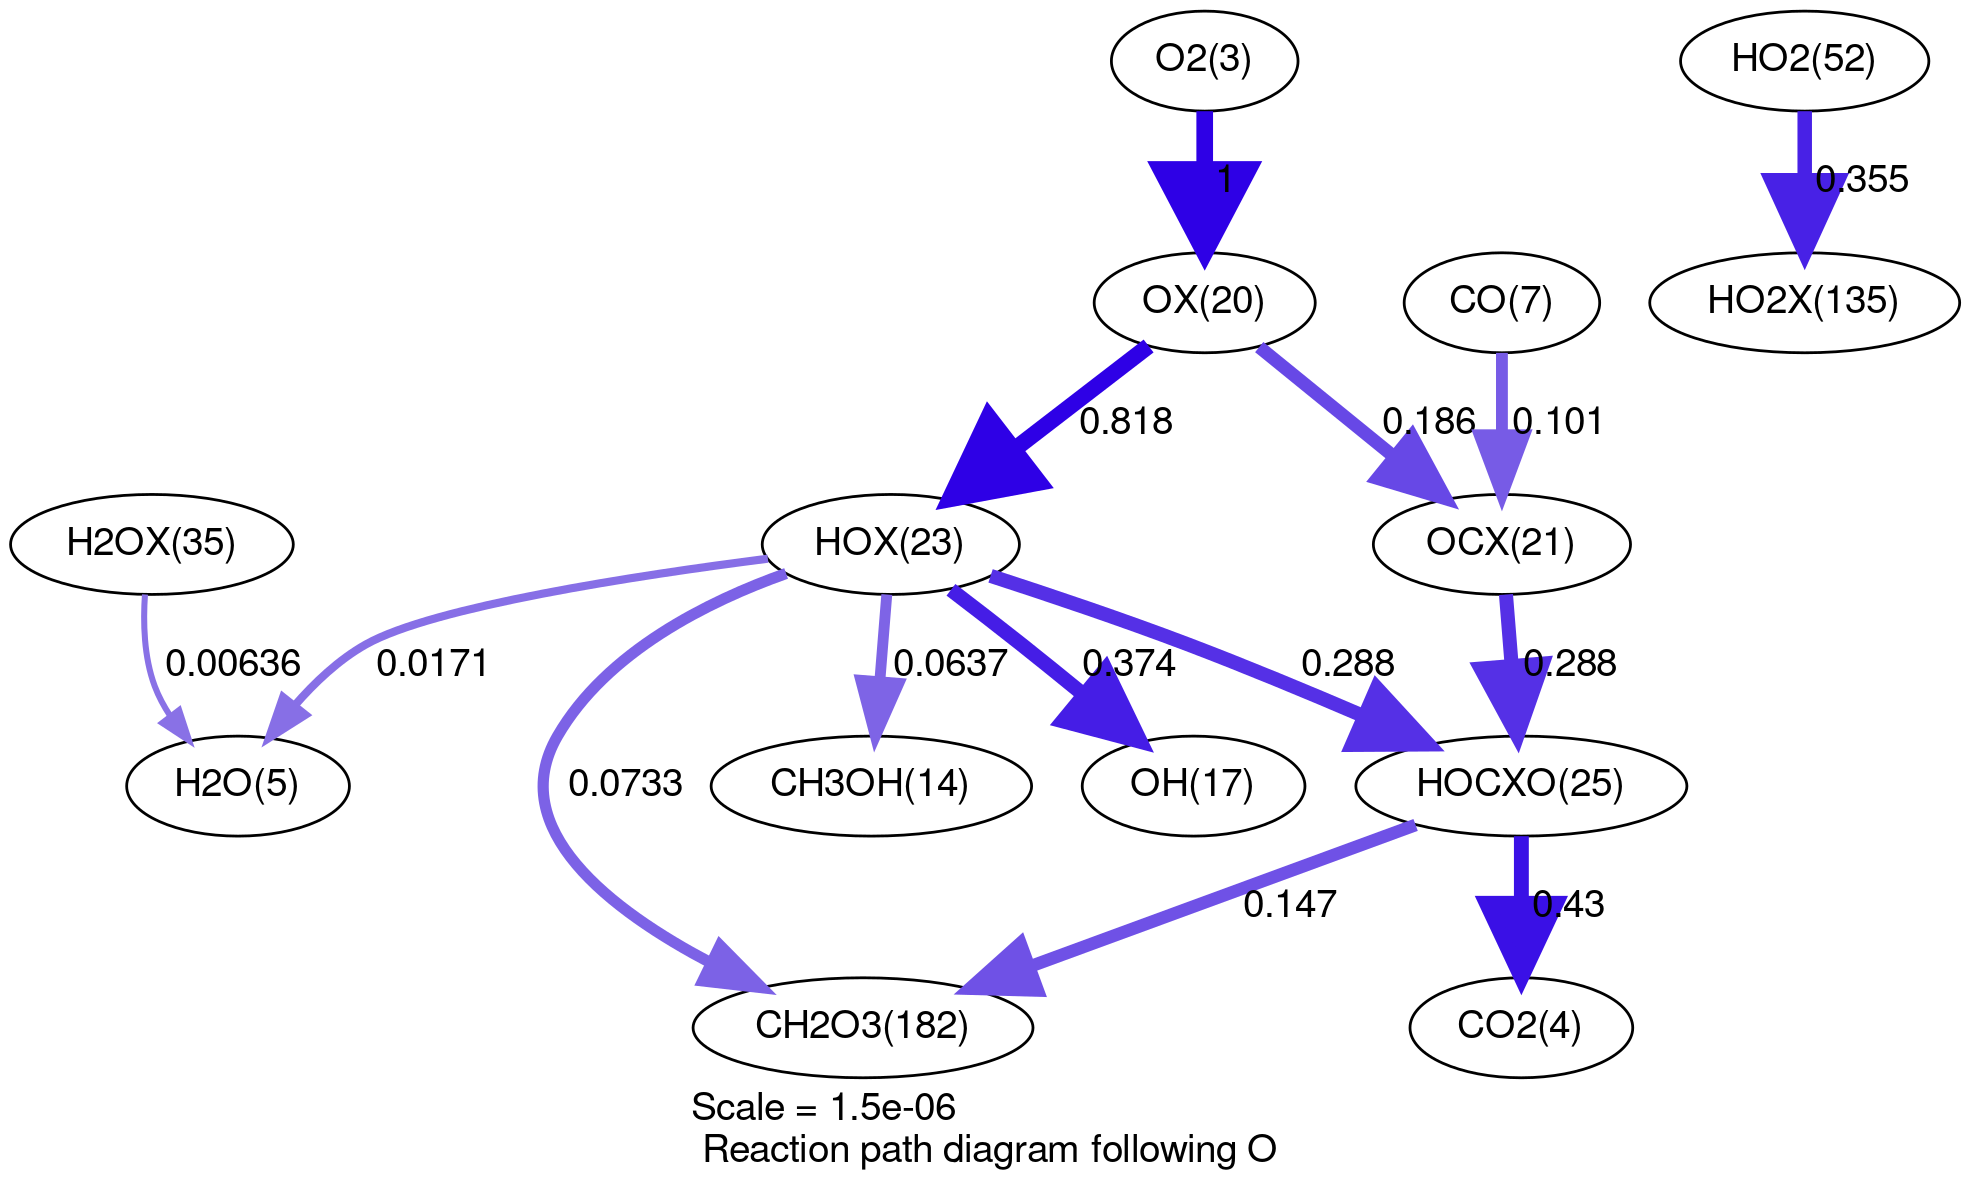 O2(3)
HO2(52)
1
0.355
OX(20)
CO(7)
HO2X(135)
0.818
0.186
0.101
H2OX(35)
HOX(23)
OCX(21)
0.00636
0.0171
0.0637
0.374
0.288
0.288
H2O(5)
0.0733
CH3OH(14)
OH(17)
HOCXO(25)
0.147
0.43
CH2O3(182)
CO2(4)
Scale = 1.5e-06
Reaction path diagram following O